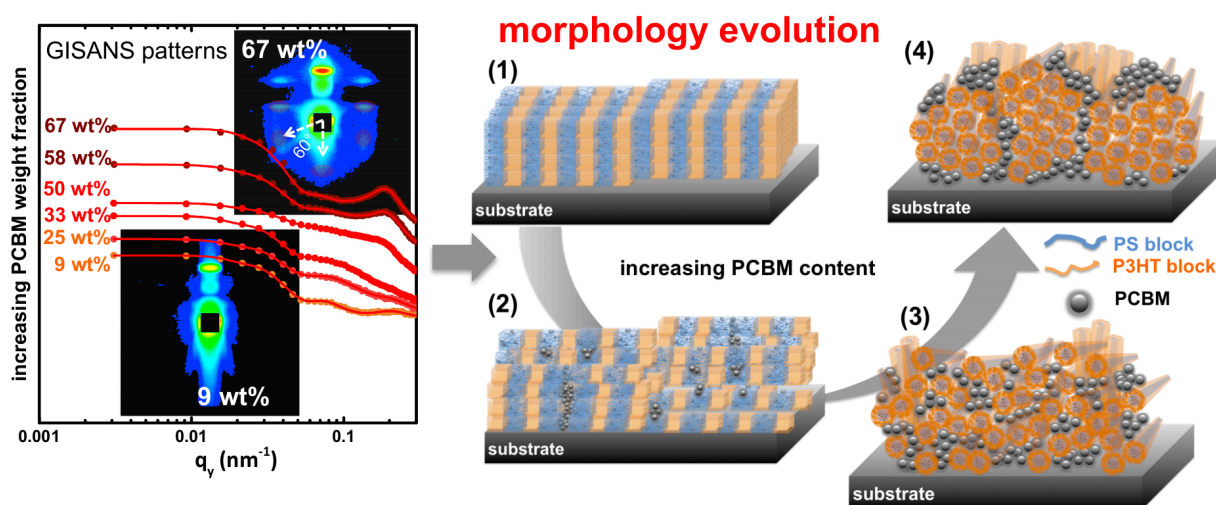 morphology evolution
increasing PCBM weight fraction
GISANS patterns
67 wt%
60°
67 wt%
58 wt%
50 wt%
33 wt%
25 wt%
9 wt%
9 wt%
0.001
0.01
0.1
qy (nm-1)
(1)
substrate
increasing PCBM content
(2)
substrate
(4)
substrate
PS block
P3HT block
PCBM
(3)
substrate